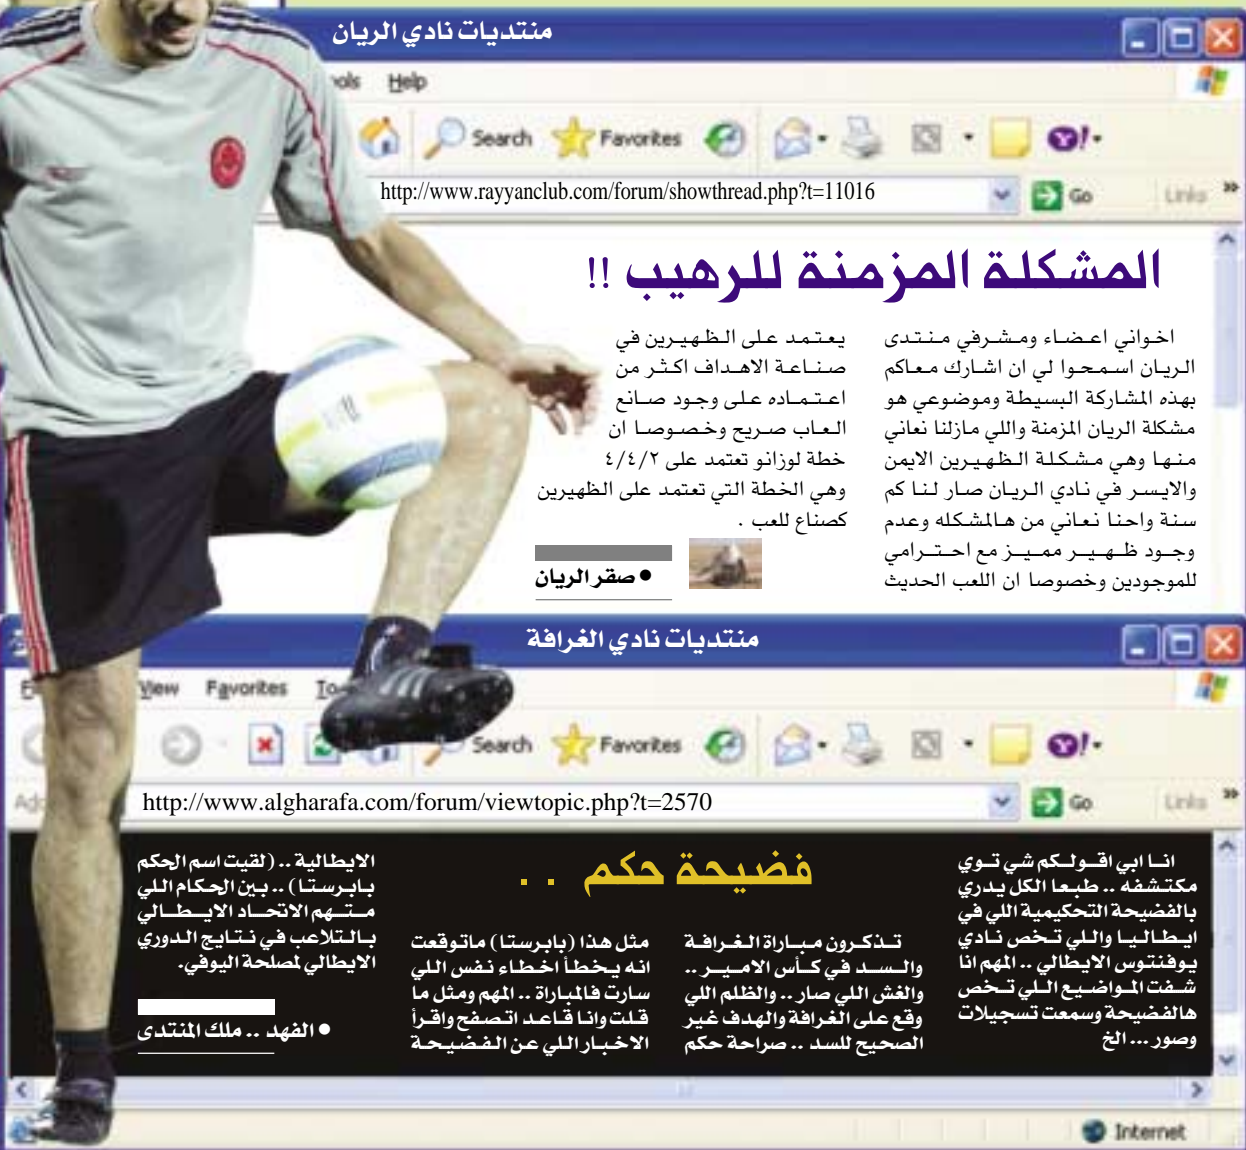 منتديات نادي الريان
ools Help
Search Favorites
http://www.rayyanclub.com/forum/showthread.php?t=11016
Go Links
المشكلة المزمنة للرهيب !!
اخواني اعضاء ومشرفي منتدى
الريان اسمحوا لي ان اشارك معاكم
بهذه المشاركة البسيطة وموضوعي هو
مشكلة الريان المزمنة واللي مازلنا نعاني
منها وهي مشكلة الظهيرين الايمن
والايسر في نادي الريان صار لنا كم
سنة واحنا نعاني من هالمشكله وعدم
وجود ظهير مميز مع احترامي
للموجودين وخصوصا ان اللعب الحديث
يعتمد على الظهيرين في
صناعة الاهداف اكثر من
اعتماده على وجود صانع
العاب صريح وخصوصا ان
خطة لوزانو تعتمد على ٤/٤/٢
وهي الخطة التي تعتمد على الظهيرين
كصناع للعب .
● صقر الريان
منتديات نادي الغرافة
View Favorites To
Search Favorites
http://www.algharafa.com/forum/viewtopic.php?t=2570
Go Links
فضيحة حكم ..
انا ابي اقولكم شي توي
مكتشفه .. طبعا الكل يدري
بالفضيحة التحكيمية اللي في
ايطاليا واللي تخص نادي
يوفنتوس الايطالي .. المهم انا
شفت المواضيع اللي تخص
هالفضيحة وسمعت تسجيلات
وصور ... الخ
تذكرون مباراة الغرافة
والسد في كأس الامير ..
والغش اللي صار .. والظلم اللي
وقع على الغرافة والهدف غير
الصحيح للسد .. صراحة حكم
مثل هذا (بابرستا) ماتوقعت
انه يخطأ اخطاء نفس اللي
سارت فالمباراة .. المهم ومثل ما
قلت وانا قاعد اتصفح واقرأ
الاخبار اللي عن الفضيحة
الايطالية .. (لقيت اسم الحكم
بابرستا) .. بين الحكام اللي
متهم الاتحاد الايطالي
بالتلاعب في نتايج الدوري
الايطالي لمصلحة اليوفي.
● الفهد .. ملك المنتدى
Internet